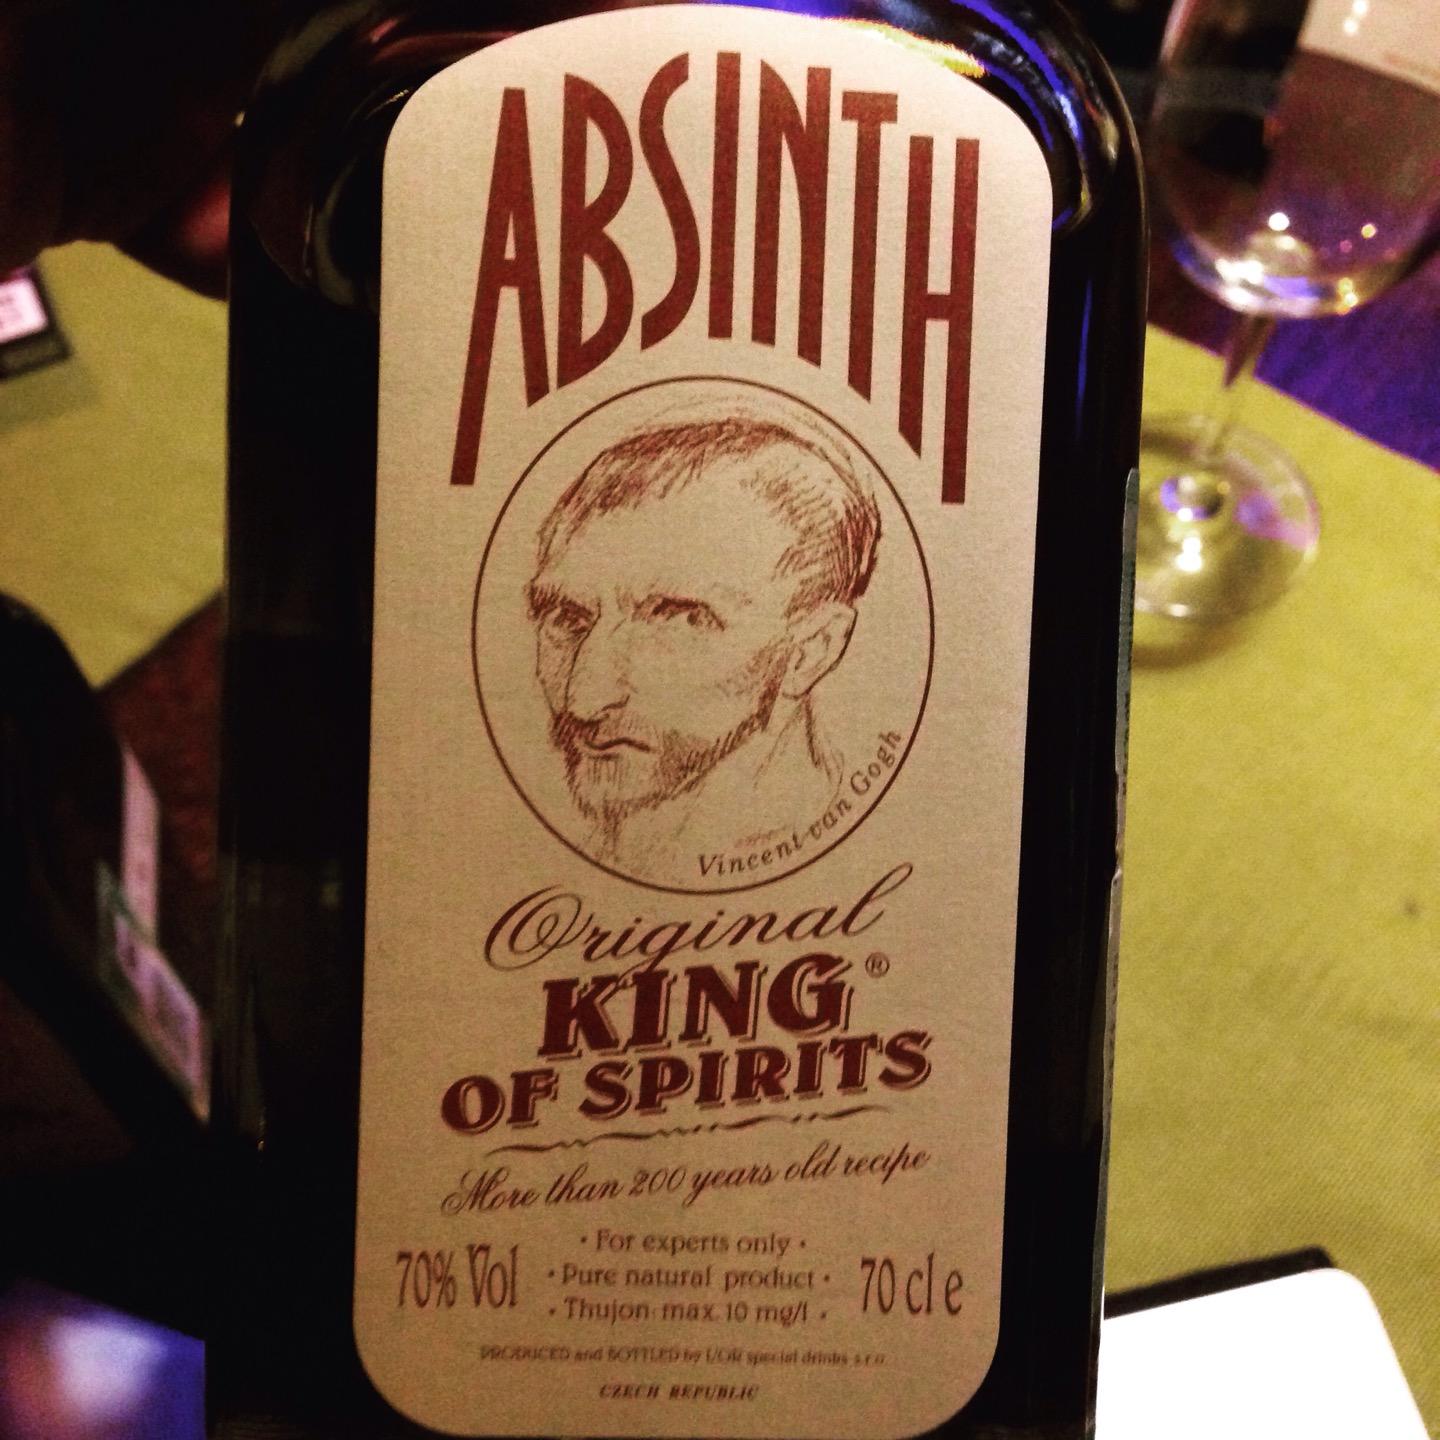 ABSINTH
Vincent van Gogh
Original
KING®
OF SPIRITS
More than 200 years old recipe
70% Vol
• For experts only •
• Pure natural product •
• Thujon max. 10 mg/l •
70 cl e
PRODUCED and BOTTLED by L'OR special drinks s.r.o.
CZECH REPUBLIC